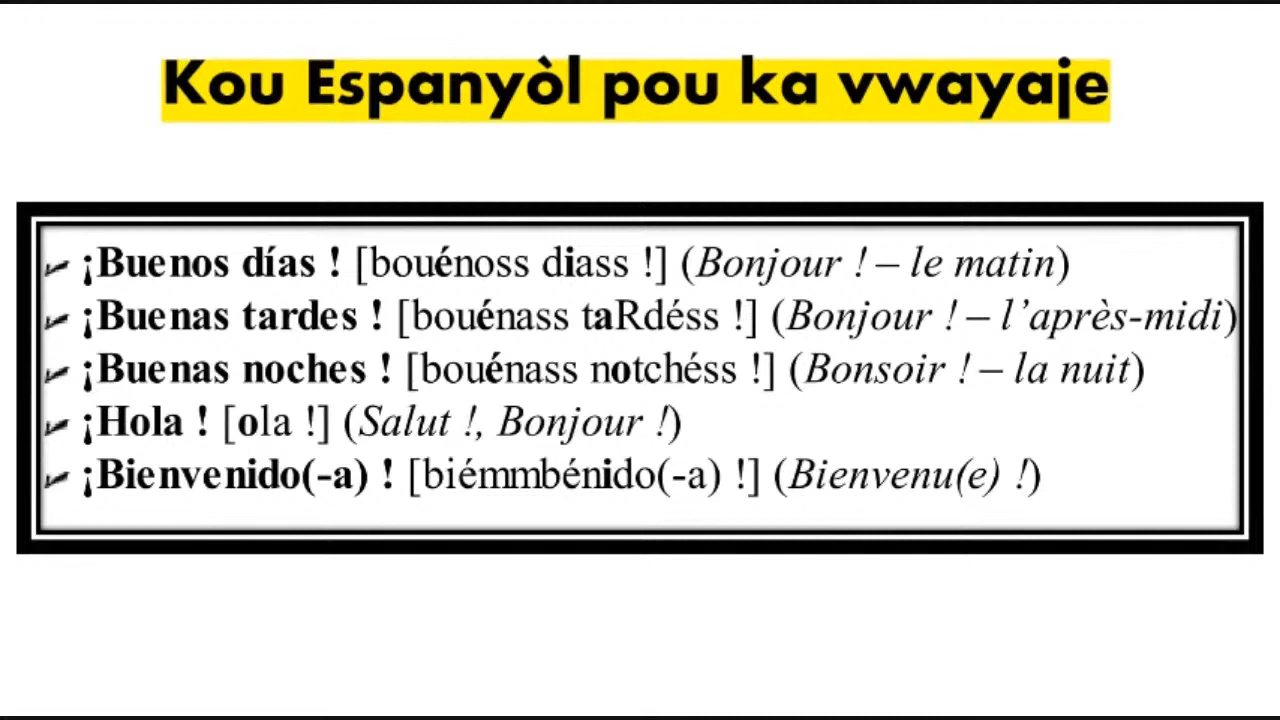 Kou Espanyòl pou ka vwayaje
¡Buenos días ! [bouénoss diass !] (Bonjour ! – le matin)
¡Buenas tardes ! [bouénass taRdéss !] (Bonjour ! – l’après-midi)
¡Buenas noches ! [bouénass notchéss !] (Bonsoir ! – la nuit)
¡Hola ! [ola !] (Salut !, Bonjour !)
¡Bienvenido(-a) ! [biémmbénido(-a) !] (Bienvenu(e) !)